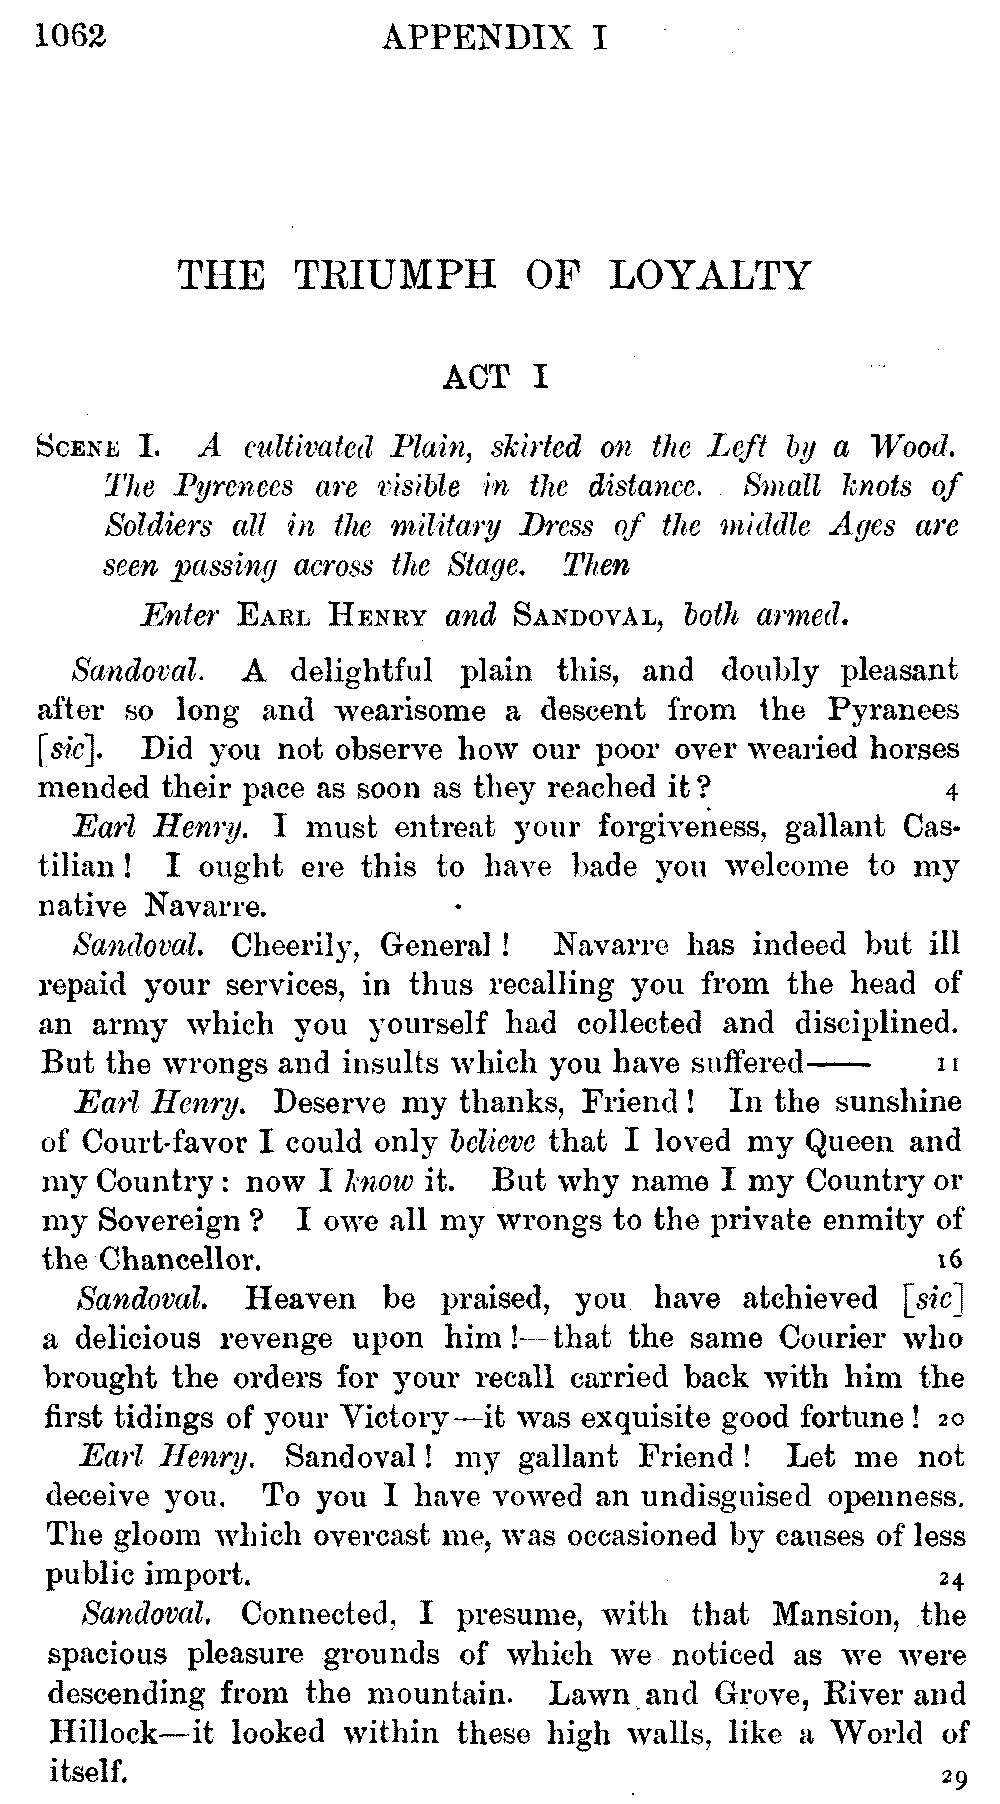 1062 APPENDIX I
THE TRIUMPH OF LOYALTY
ACT I
SCENE I. A cultivated Plain, skirted on the Left by a Wood.
The Pyrenees are visible in the distance. Small knots of
Soldiers all in the military Dress of the middle Ages are
seen passing across the Stage. Then
Enter EARL HENRY and SANDOVAL, both armed.
Sandoval. A delightful plain this, and doubly pleasant
after so long and wearisome a descent from the Pyranees
[sic]. Did you not observe how our poor over wearied horses
mended their pace as soon as they reached it? 4
Earl Henry. I must entreat your forgiveness, gallant Cas-
tilian! I ought ere this to have bade you welcome to my
native Navarre.
Sandoval. Cheerily, General! Navarre has indeed but ill
repaid your services, in thus recalling you from the head of
an army which you yourself had collected and disciplined.
But the wrongs and insults which you have suffered—— 11
Earl Henry. Deserve my thanks, Friend! In the sunshine
of Court-favor I could only believe that I loved my Queen and
my Country: now I know it. But why name I my Country or
my Sovereign? I owe all my wrongs to the private enmity of
the Chancellor. 16
Sandoval. Heaven be praised, you have atchieved [sic]
a delicious revenge upon him!—that the same Courier who
brought the orders for your recall carried back with him the
first tidings of your Victory—it was exquisite good fortune! 20
Earl Henry. Sandoval! my gallant Friend! Let me not
deceive you. To you I have vowed an undisguised openness.
The gloom which overcast me, was occasioned by causes of less
public import. 24
Sandoval. Connected, I presume, with that Mansion, the
spacious pleasure grounds of which we noticed as we were
descending from the mountain. Lawn and Grove, River and
Hillock—it looked within these high walls, like a World of
itself. 29